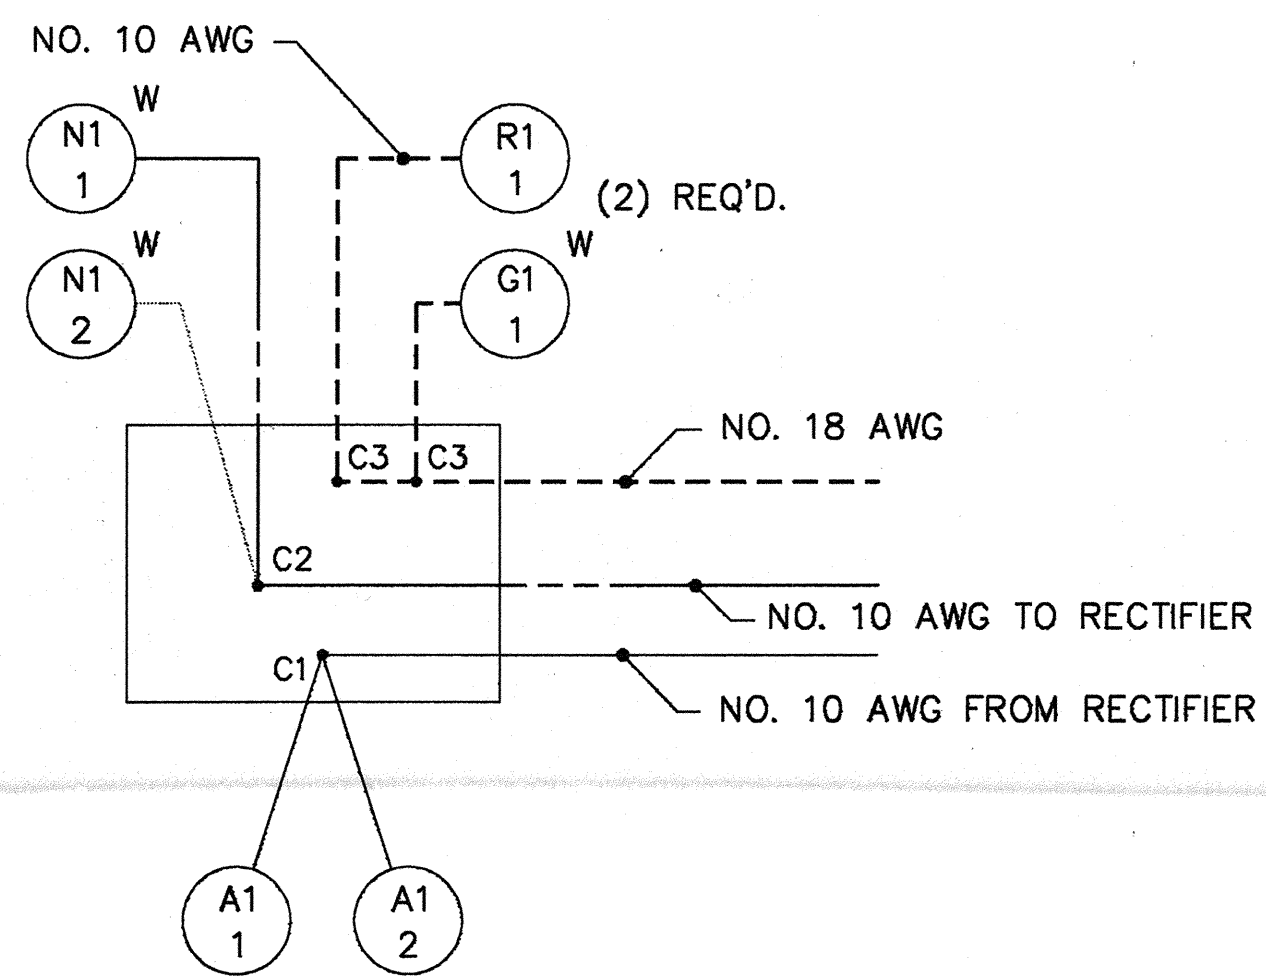 NO. 10 AWG
W
N1
1
R1
1
(2) REQ'D.
W
N1
2
W
G1
1
NO. 18 AWG
C3
C3
C2
NO. 10 AWG TO RECTIFIER
C1
NO. 10 AWG FROM RECTIFIER
A1
1
A1
2